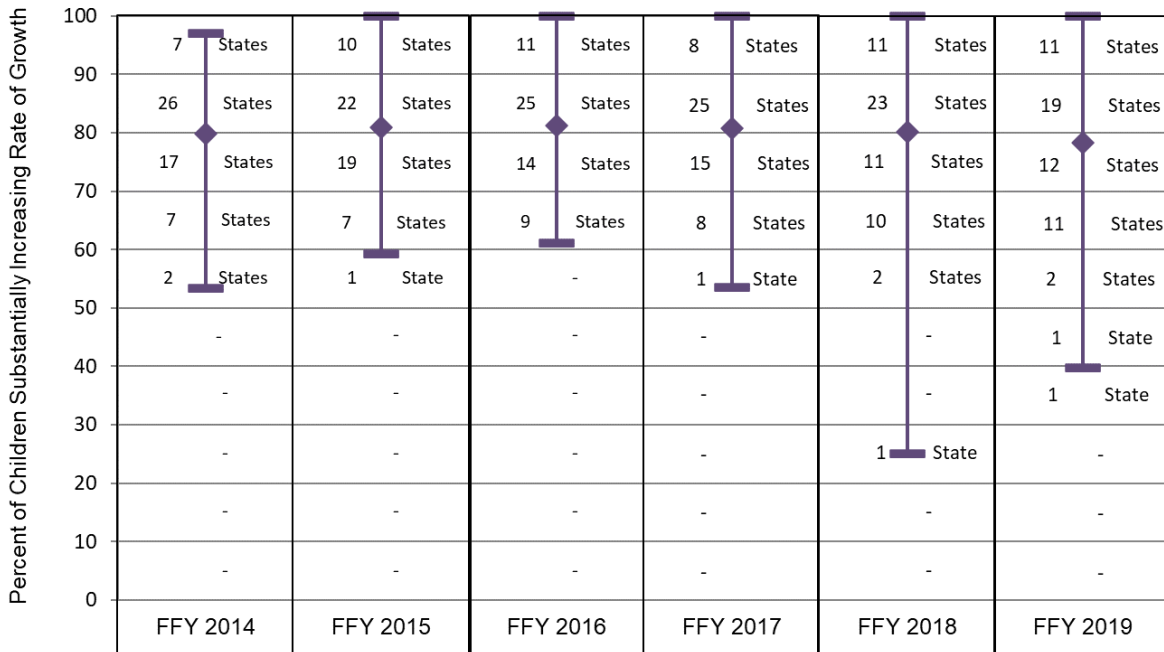 Percent of Children Substantially Increasing Rate of Growth
100
7 States 10 States 11 States 8 States 11 States 11 States
90
26 States 22 States 25 States 25 States 23 States 19 States
80
17 States 19 States 14 States 15 States 11 States 12 States
70
7 States 7 States 9 States 8 States 10 States 11 States
60
2 States 1 State - 1 State 2 States 2 States
50
- - - - - 1 State
40
- - - - - 1 State
30
- - - - 1 State -
20
- - - - - -
10
- - - - - -
0
FFY 2014 FFY 2015 FFY 2016 FFY 2017 FFY 2018 FFY 2019